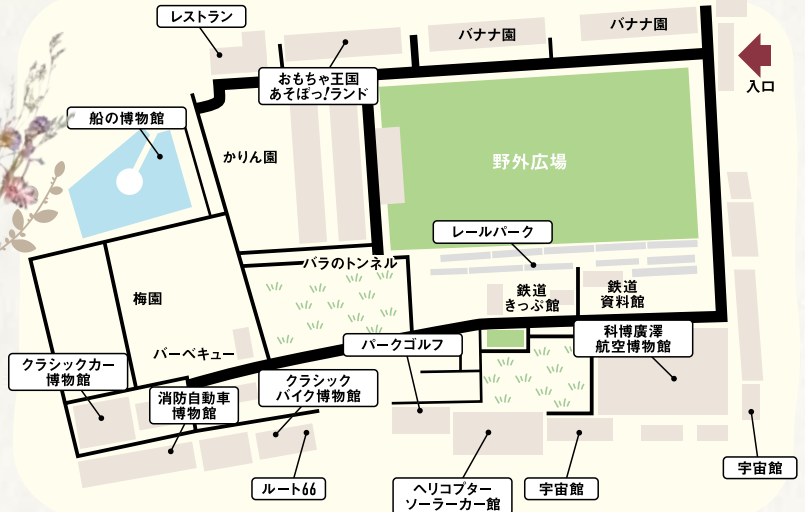 レストラン
バナナ園
バナナ園
入口
おもちゃ王国
あそぼっ!ランド
船の博物館
かりん園
野外広場
レールパーク
バラのトンネル
鉄道
きっぷ館
鉄道
資料館
梅園
バーベキュー
パークゴルフ
科博廣澤
航空博物館
クラシックカー
博物館
消防自動車
博物館
クラシック
バイク博物館
ルート66
ヘリコプター
ソーラーカー館
宇宙館
宇宙館